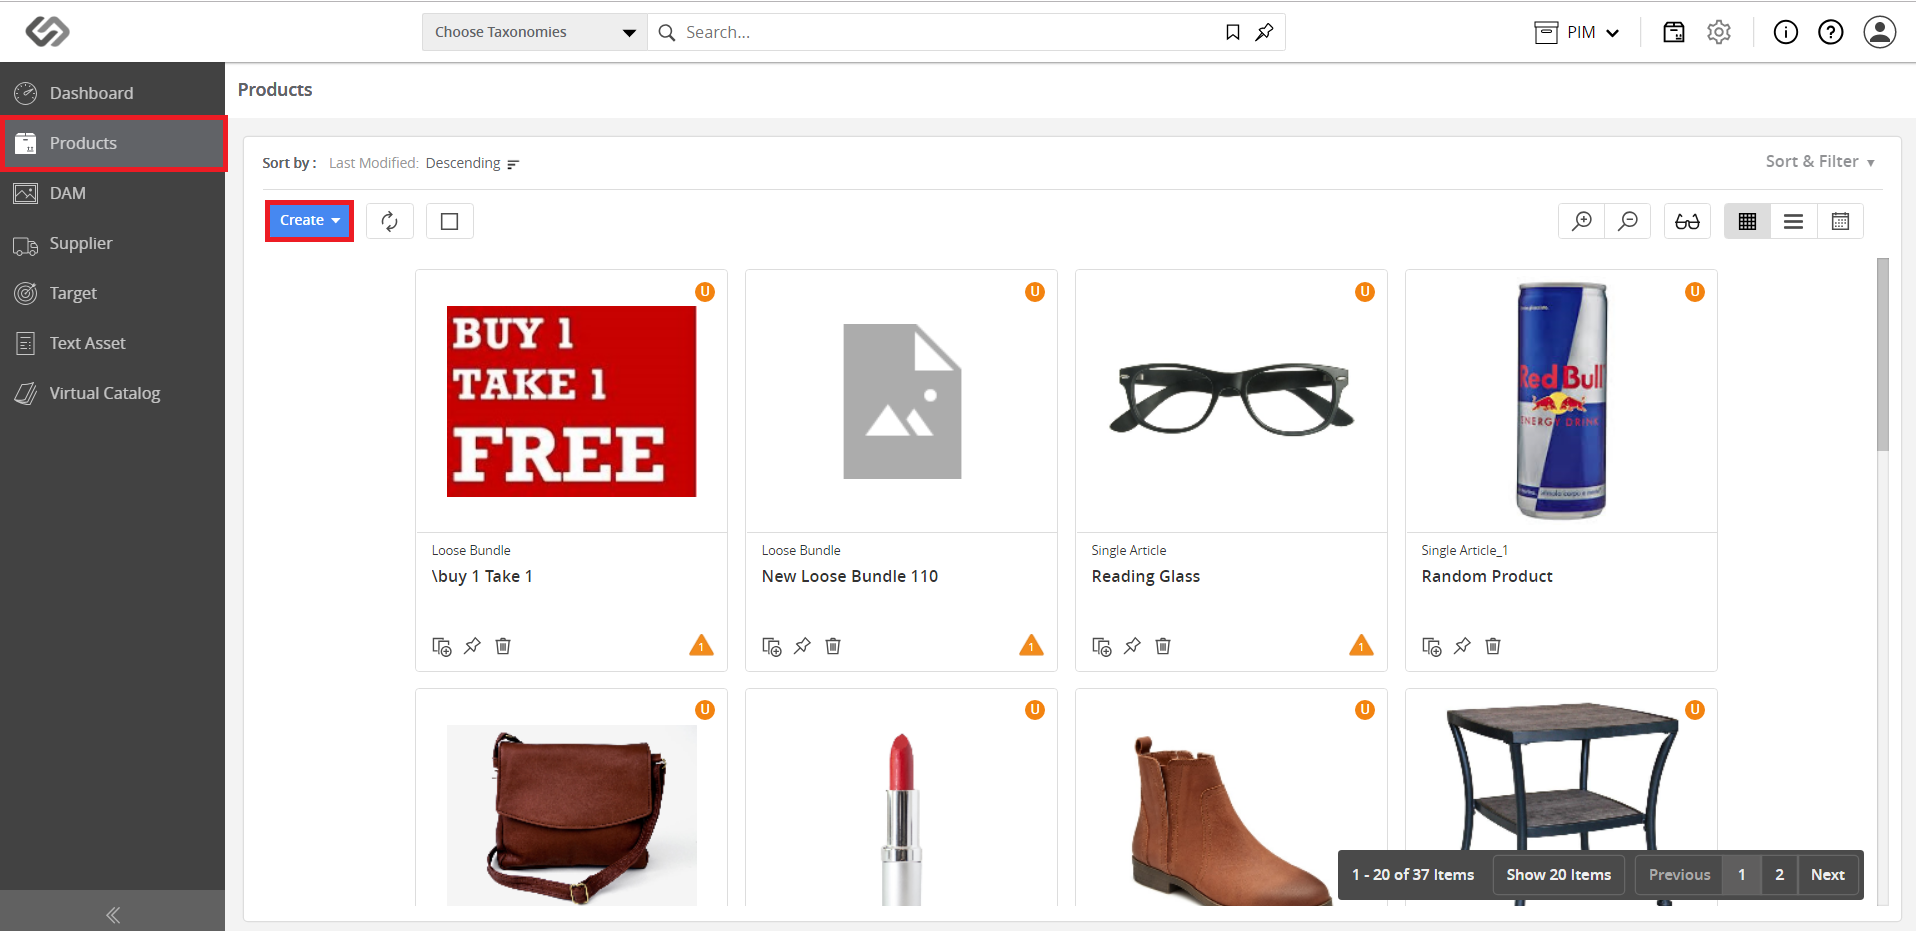 Choose Taxonomies
Search...
PIM
Dashboard
Products
DAM
Supplier
Target
Text Asset
Virtual Catalog
Products
Sort by : Last Modified: Descending
Sort & Filter
Create
U
BUY 1
TAKE 1
FREE
Loose Bundle
\buy 1 Take 1
1
U
Loose Bundle
New Loose Bundle 110
1
U
Single Article
Reading Glass
1
U
Red Bull
ENERGY DRINK
Single Article_1
Random Product
U
U
U
U
1 - 20 of 37 Items
Show 20 Items
Previous
1
2
Next